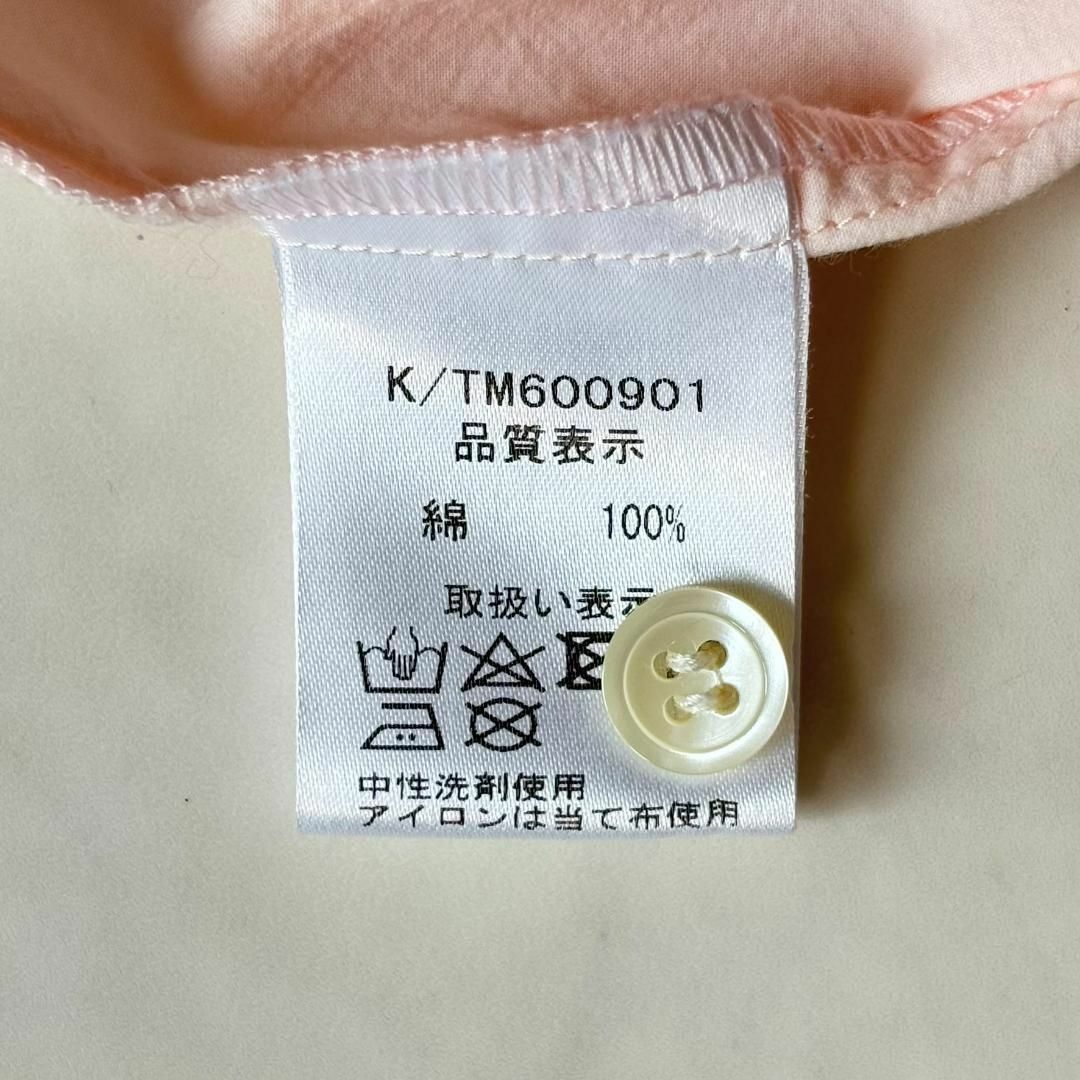 K/TM600901
品質表示
綿 100%
取扱い表示
中性洗剤使用
アイロンは当て布使用